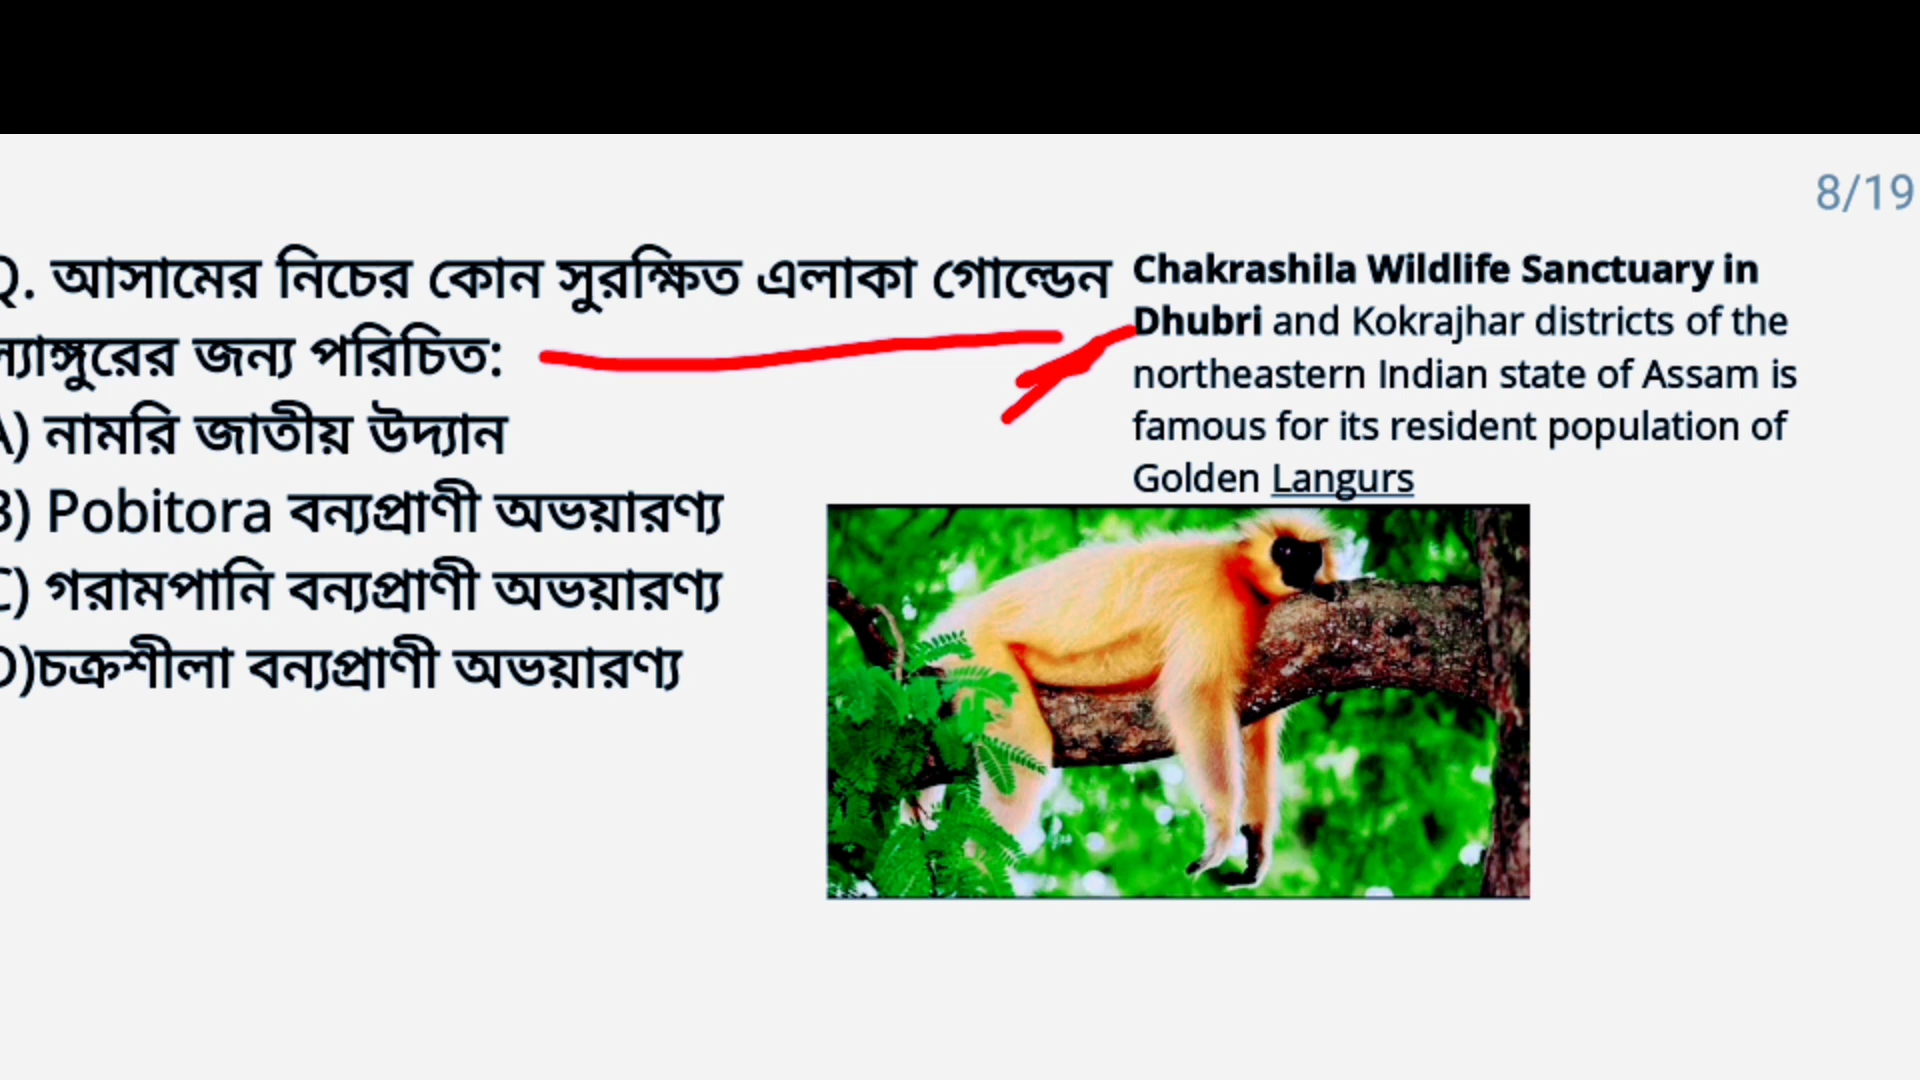 8/19
Q. আসামের নিচের কোন সুরক্ষিত এলাকা গোল্ডেন
ল্যাঙ্গুরের জন্য পরিচিত:
A) নামরি জাতীয় উদ্যান
B) Pobitora বন্যপ্রাণী অভয়ারণ্য
C) গরামপানি বন্যপ্রাণী অভয়ারণ্য
D)চক্রশীলা বন্যপ্রাণী অভয়ারণ্য
Chakrashila Wildlife Sanctuary in
Dhubri and Kokrajhar districts of the
northeastern Indian state of Assam is
famous for its resident population of
Golden Langurs